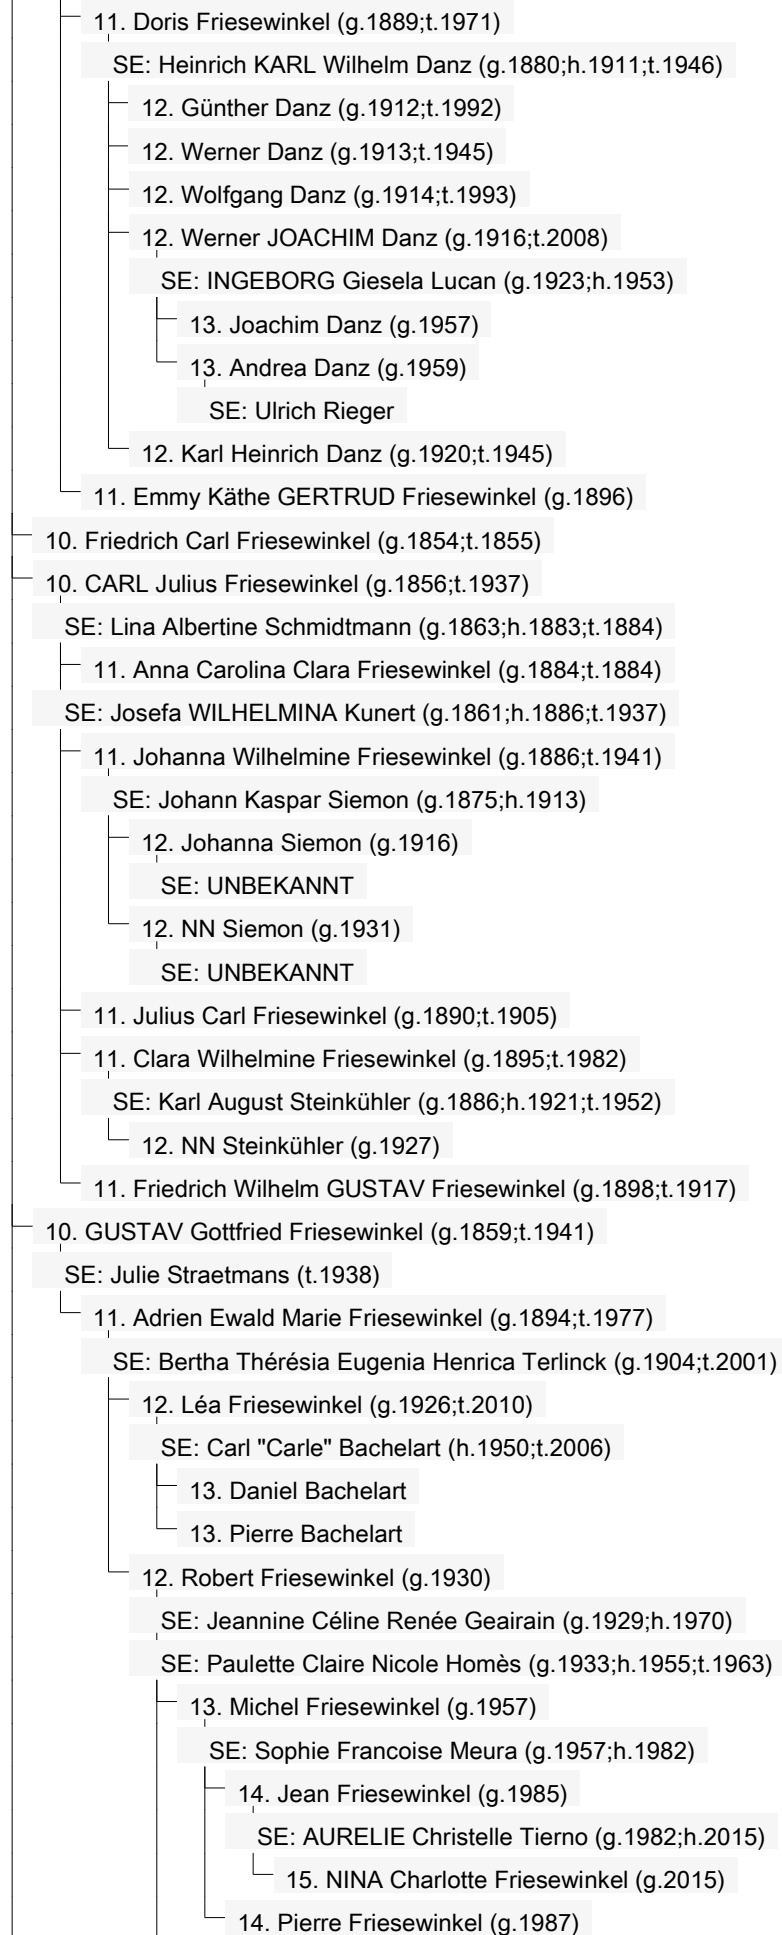 11. Doris Friesewinkel (g.1889;t.1971)
SE: Heinrich KARL Wilhelm Danz (g.1880;h.1911;t.1946)
12. Günther Danz (g.1912;t.1992)
12. Werner Danz (g.1913;t.1945)
12. Wolfgang Danz (g.1914;t.1993)
12. Werner JOACHIM Danz (g.1916;t.2008)
SE: INGEBORG Giesela Lucan (g.1923;h.1953)
13. Joachim Danz (g.1957)
13. Andrea Danz (g.1959)
SE: Ulrich Rieger
12. Karl Heinrich Danz (g.1920;t.1945)
11. Emmy Käthe GERTRUD Friesewinkel (g.1896)
10. Friedrich Carl Friesewinkel (g.1854;t.1855)
10. CARL Julius Friesewinkel (g.1856;t.1937)
SE: Lina Albertine Schmidtmann (g.1863;h.1883;t.1884)
11. Anna Carolina Clara Friesewinkel (g.1884;t.1884)
SE: Josefa WILHELMINA Kunert (g.1861;h.1886;t.1937)
11. Johanna Wilhelmine Friesewinkel (g.1886;t.1941)
SE: Johann Kaspar Siemon (g.1875;h.1913)
12. Johanna Siemon (g.1916)
SE: UNBEKANNT
12. NN Siemon (g.1931)
SE: UNBEKANNT
11. Julius Carl Friesewinkel (g.1890;t.1905)
11. Clara Wilhelmine Friesewinkel (g.1895;t.1982)
SE: Karl August Steinkühler (g.1886;h.1921;t.1952)
12. NN Steinkühler (g.1927)
11. Friedrich Wilhelm GUSTAV Friesewinkel (g.1898;t.1917)
10. GUSTAV Gottfried Friesewinkel (g.1859;t.1941)
SE: Julie Straetmans (t.1938)
11. Adrien Ewald Marie Friesewinkel (g.1894;t.1977)
SE: Bertha Thérésia Eugenia Henrica Terlinck (g.1904;t.2001)
12. Léa Friesewinkel (g.1926;t.2010)
SE: Carl "Carle" Bachelart (h.1950;t.2006)
13. Daniel Bachelart
13. Pierre Bachelart
12. Robert Friesewinkel (g.1930)
SE: Jeannine Céline Renée Geairain (g.1929;h.1970)
SE: Paulette Claire Nicole Homès (g.1933;h.1955;t.1963)
13. Michel Friesewinkel (g.1957)
SE: Sophie Francoise Meura (g.1957;h.1982)
14. Jean Friesewinkel (g.1985)
SE: AURELIE Christelle Tierno (g.1982;h.2015)
15. NINA Charlotte Friesewinkel (g.2015)
14. Pierre Friesewinkel (g.1987)